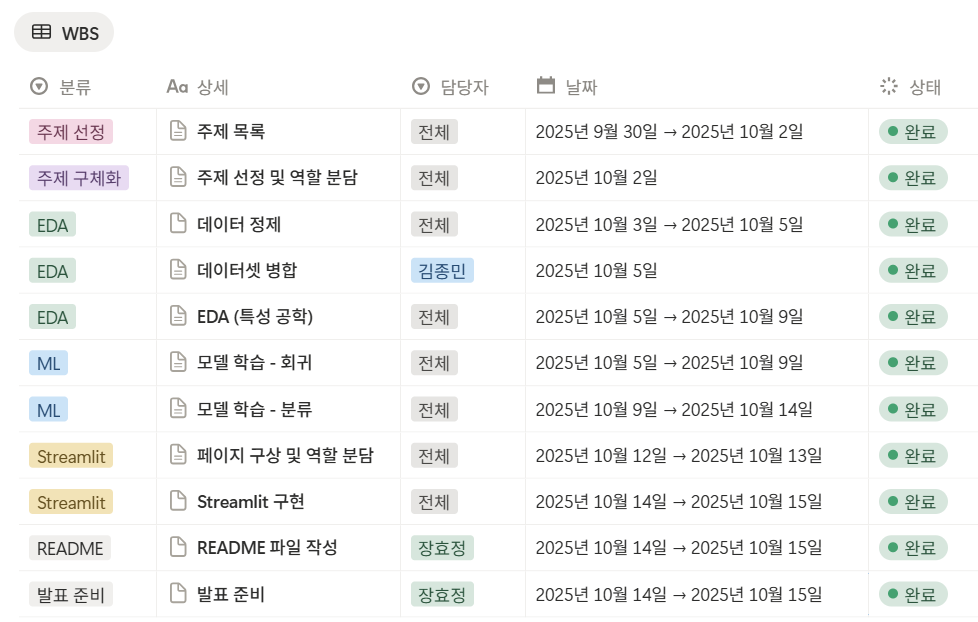 WBS
분류 Aa 상세 담당자 날짜 상태
주제 선정 주제 목록 전체 2025년 9월 30일 → 2025년 10월 2일 완료
주제 구체화 주제 선정 및 역할 분담 전체 2025년 10월 2일 완료
EDA 데이터 정제 전체 2025년 10월 3일 → 2025년 10월 5일 완료
EDA 데이터셋 병합 김종민 2025년 10월 5일 완료
EDA EDA (특성 공학) 전체 2025년 10월 5일 → 2025년 10월 9일 완료
ML 모델 학습 - 회귀 전체 2025년 10월 5일 → 2025년 10월 9일 완료
ML 모델 학습 - 분류 전체 2025년 10월 9일 → 2025년 10월 14일 완료
Streamlit 페이지 구상 및 역할 분담 전체 2025년 10월 12일 → 2025년 10월 13일 완료
Streamlit Streamlit 구현 전체 2025년 10월 14일 → 2025년 10월 15일 완료
README README 파일 작성 장효정 2025년 10월 14일 → 2025년 10월 15일 완료
발표 준비 발표 준비 장효정 2025년 10월 14일 → 2025년 10월 15일 완료